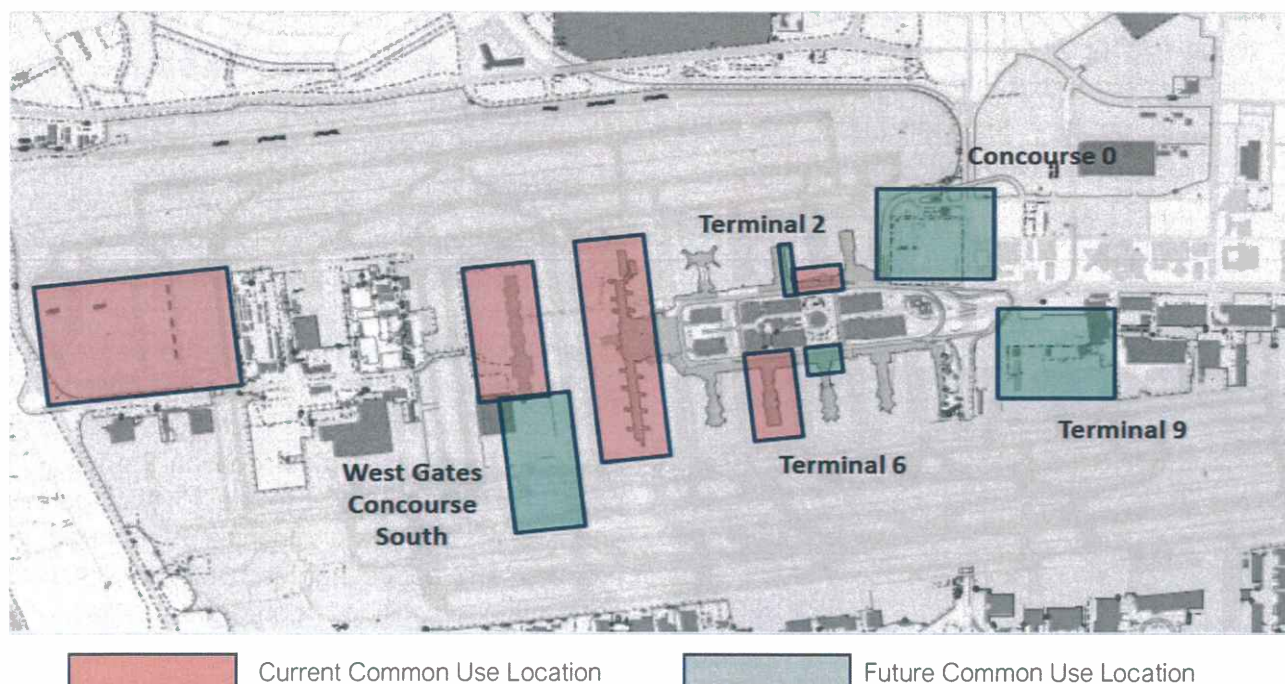 Concourse 0
Terminal 2
Terminal 9
Terminal 6
West Gates
Concourse
South
Current Common Use Location
Future Common Use Location